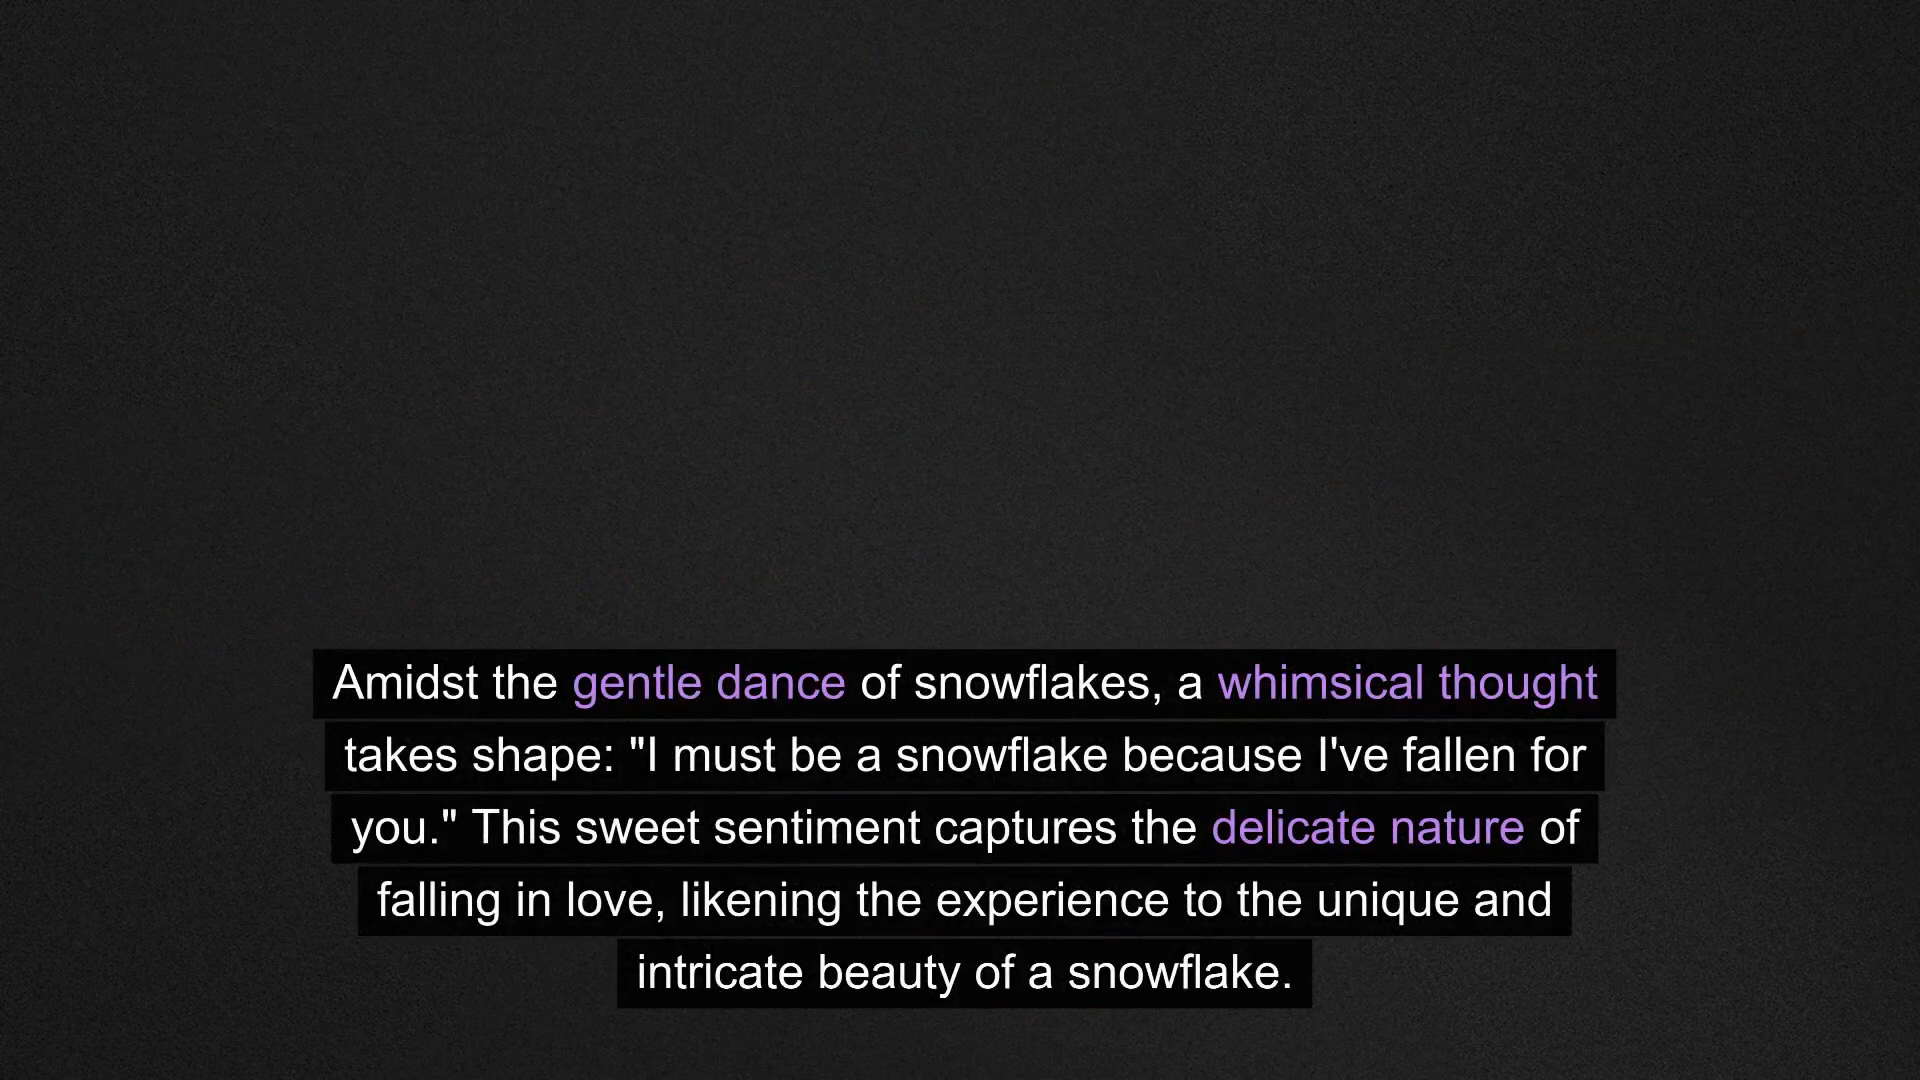 Amidst the gentle dance of snowflakes, a whimsical thought
takes shape: "I must be a snowflake because I've fallen for
you." This sweet sentiment captures the delicate nature of
falling in love, likening the experience to the unique and
intricate beauty of a snowflake.